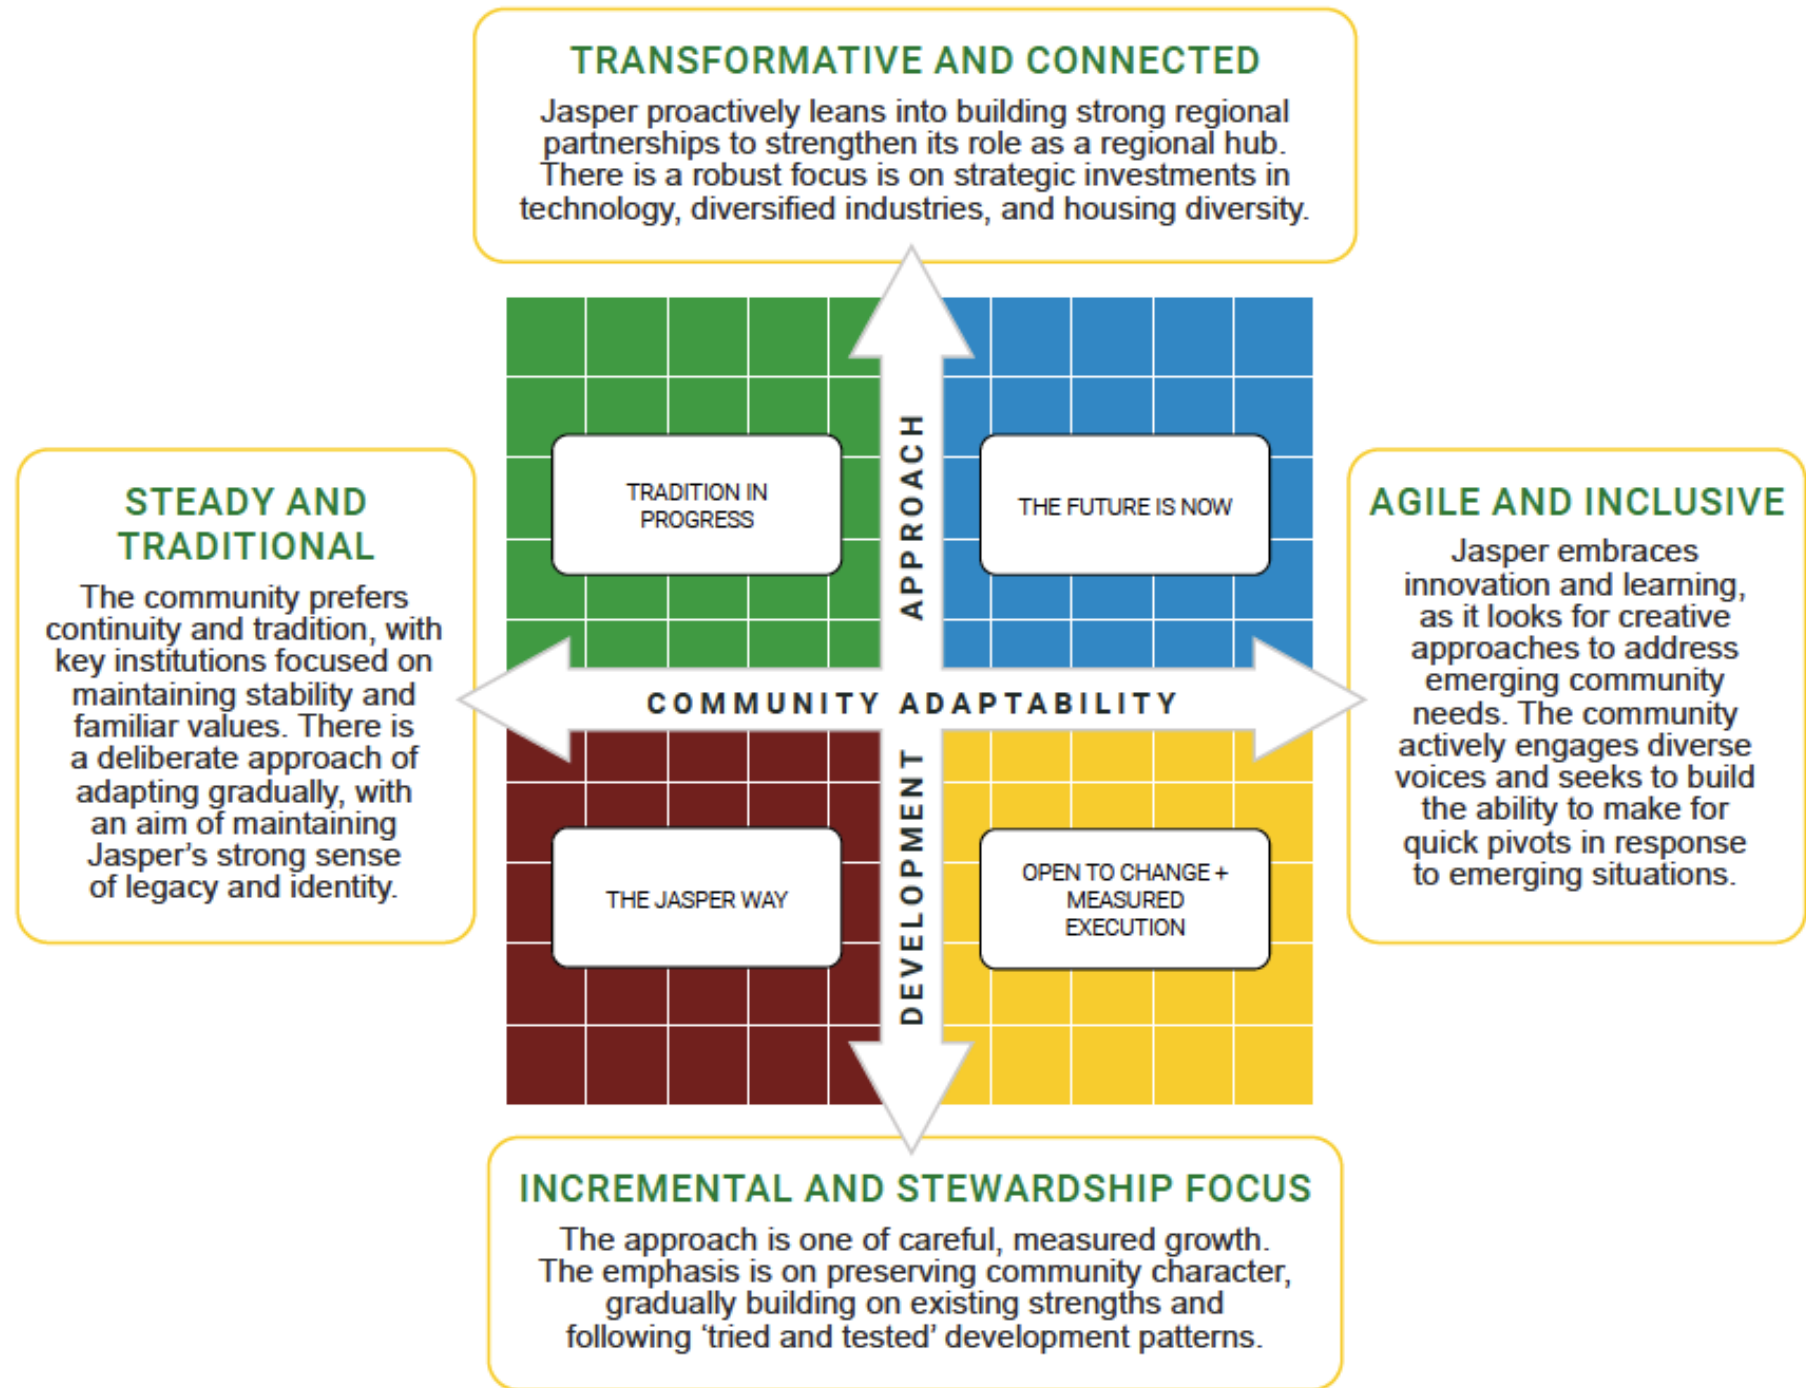 TRANSFORMATIVE AND CONNECTED
Jasper proactively leans into building strong regional
partnerships to strengthen its role as a regional hub.
There is a robust focus is on strategic investments in
technology, diversified industries, and housing diversity.
STEADY AND
TRADITIONAL
The community prefers
continuity and tradition, with
key institutions focused on
maintaining stability and
familiar values. There is
a deliberate approach of
adapting gradually, with
an aim of maintaining
Jasper’s strong sense
of legacy and identity.
TRADITION IN
PROGRESS
THE FUTURE IS NOW
DEVELOPMENT APPROACH
COMMUNITY ADAPTABILITY
THE JASPER WAY
OPEN TO CHANGE +
MEASURED
EXECUTION
AGILE AND INCLUSIVE
Jasper embraces
innovation and learning,
as it looks for creative
approaches to address
emerging community
needs. The community
actively engages diverse
voices and seeks to build
the ability to make for
quick pivots in response
to emerging situations.
INCREMENTAL AND STEWARDSHIP FOCUS
The approach is one of careful, measured growth.
The emphasis is on preserving community character,
gradually building on existing strengths and
following ‘tried and tested’ development patterns.